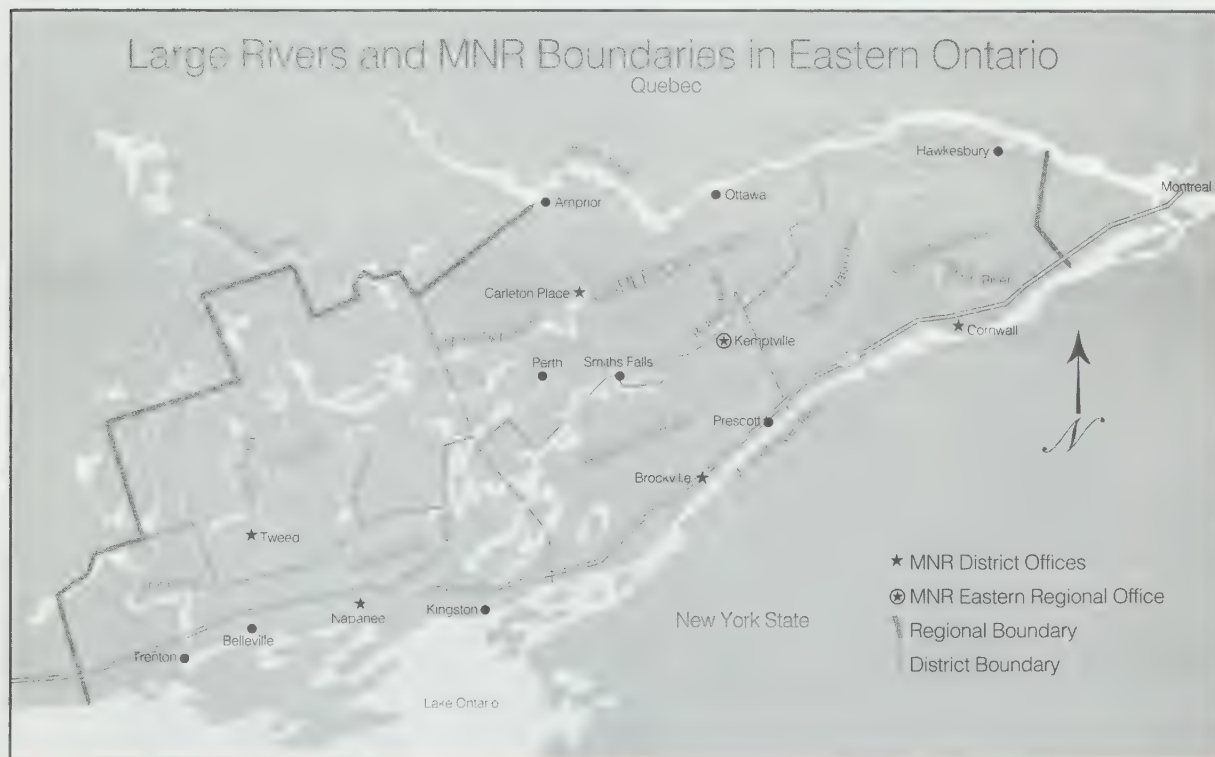 Large Rivers and MNR Boundaries in Eastern Ontario
Quebec
Hawkesbury
Montreal
Arnprior
Ottawa
Carleton Place
River
Cornwall
Kemptville
Perth
Smiths Falls
Prescott
N
Brockville
Tweed
MNR District Offices
MNR Eastern Regional Office
Napanee
Kingston
New York State
Regional Boundary
Belleville
Trenton
District Boundary
Lake Ontario